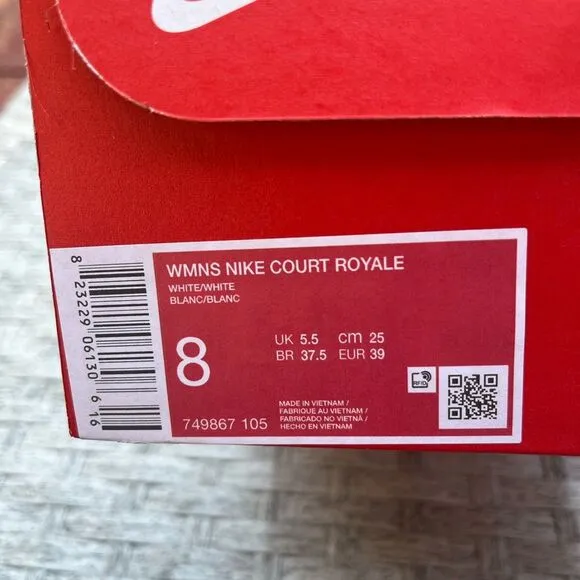 WMNS NIKE COURT ROYALE
WHITE/WHITE
BLANC/BLANC
8
UK 5.5 cm 25
BR 37.5 EUR 39
RFID
749867 105
MADE IN VIETNAM /
FABRIQUÉ AU VIETNAM /
FABRICADO NO VIETNÃ /
HECHO EN VIETNAM
8 23229 06130 6 16